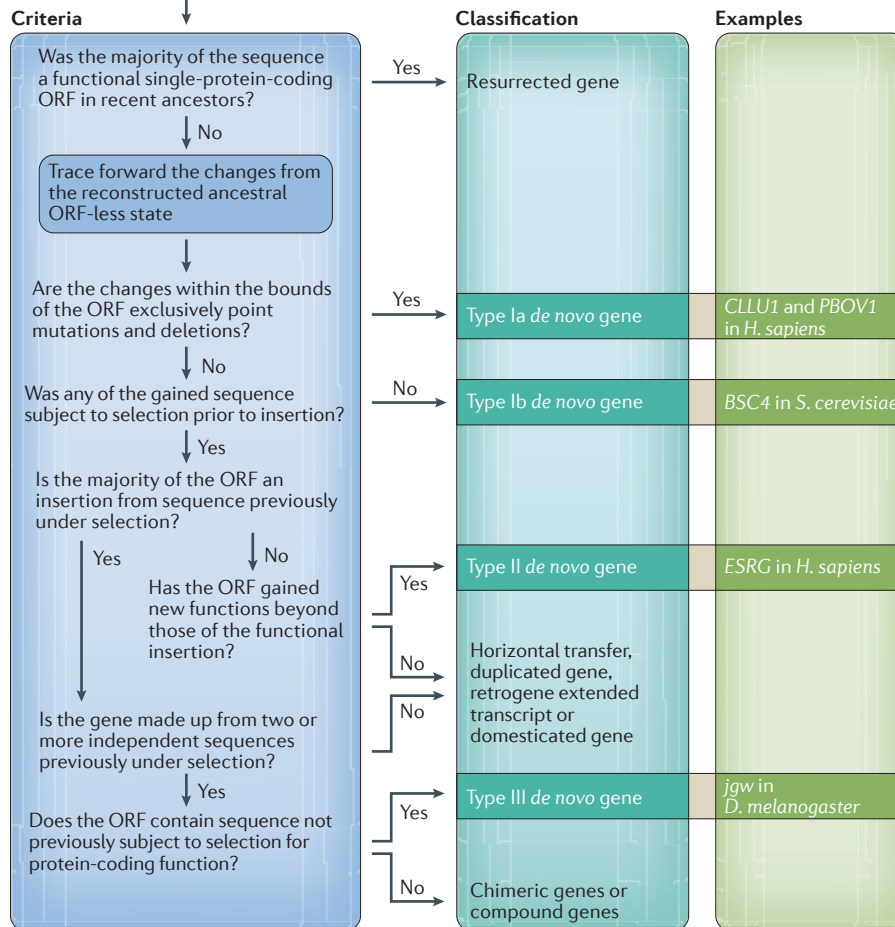 Criteria
Classification
Examples
Was the majority of the sequence
a functional single-protein-coding
ORF in recent ancestors?
Yes
Resurrected gene
No
Trace forward the changes from
the reconstructed ancestral
ORF-less state
Are the changes within the bounds
of the ORF exclusively point
mutations and deletions?
Yes
Type Ia de novo gene
CLLU1 and PBOV1
in H. sapiens
No
Was any of the gained sequence
subject to selection prior to insertion?
No
Type Ib de novo gene
BSC4 in S. cerevisiae
Yes
Is the majority of the ORF an
insertion from sequence previously
under selection?
Yes
No
Has the ORF gained
new functions beyond
those of the functional
insertion?
Yes
Type II de novo gene
ESRG in H. sapiens
No
No
Horizontal transfer,
duplicated gene,
retrogene extended
transcript or
domesticated gene
Is the gene made up from two or
more independent sequences
previously under selection?
Yes
Does the ORF contain sequence not
previously subject to selection for
protein-coding function?
Yes
Type III de novo gene
jgw in
D. melanogaster
No
Chimeric genes or
compound genes